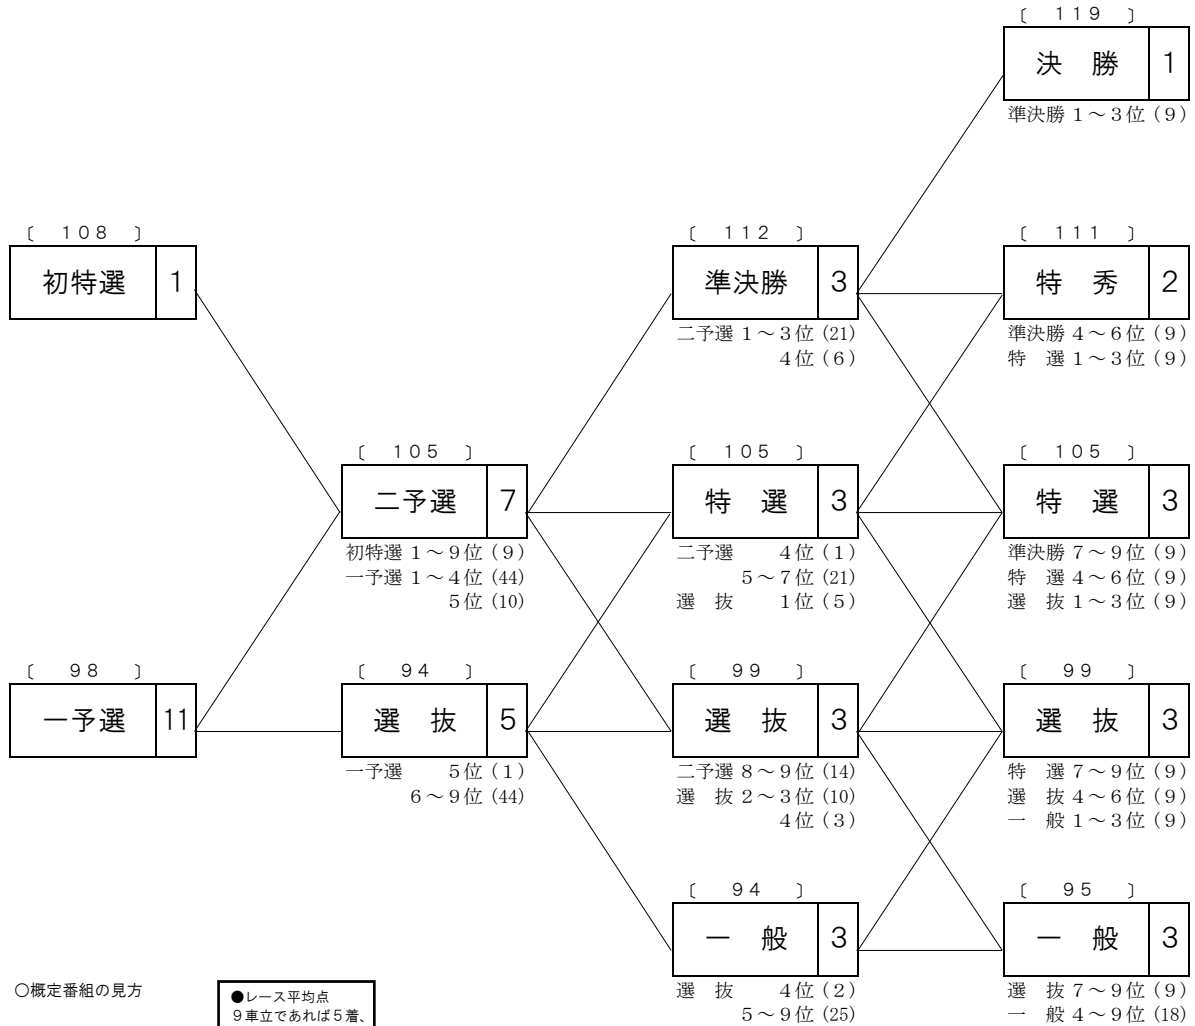 〔　１１９　〕
決　勝　1
準決勝 １～３位（９）
〔　１０８　〕
初特選　1
〔　１１２　〕
準決勝　3
二予選 １～３位 (21)
４位（６）
〔　１１１　〕
特　秀　2
準決勝 ４～６位（９）
特　選 １～３位（９）
〔　１０５　〕
二予選　7
初特選 １～９位（９）
一予選 １～４位 (44)
５位 (10)
〔　１０５　〕
特　選　3
二予選　　４位（１）
５～７位 (21)
選　抜　　１位（５）
〔　１０５　〕
特　選　3
準決勝 ７～９位（９）
特　選 ４～６位（９）
選　抜 １～３位（９）
〔　９８　〕
一予選　11
〔　９４　〕
選　抜　5
一予選　　５位（１）
６～９位 (44)
〔　９９　〕
選　抜　3
二予選 ８～９位 (14)
選　抜 ２～３位 (10)
４位（３）
〔　９９　〕
選　抜　3
特　選 ７～９位（９）
選　抜 ４～６位（９）
一　般 １～３位（９）
〔　９４　〕
一　般　3
選　抜　　４位（２）
５～９位 (25)
〔　９５　〕
一　般　3
選　抜 ７～９位（９）
一　般 ４～９位 (18)
○概定番組の見方
●レース平均点
９車立であれば５着、